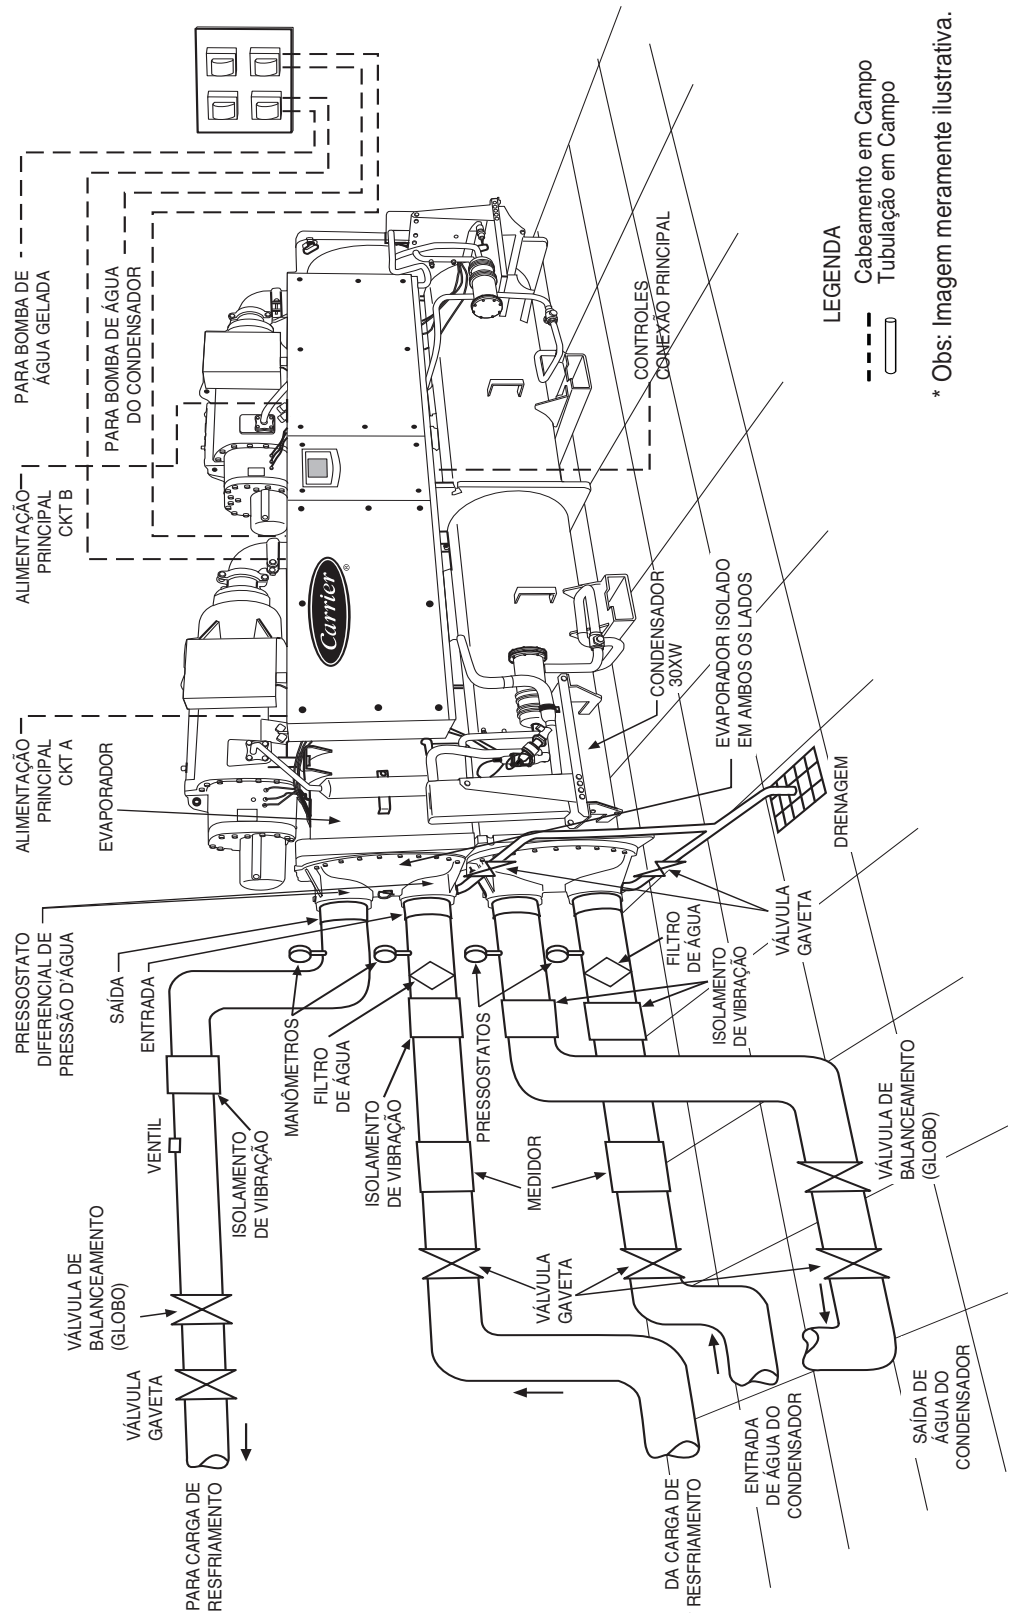 PARA BOMBA DE
ÁGUA GELADA
PARA BOMBA DE ÁGUA
DO CONDENSADOR
ALIMENTAÇÃO
PRINCIPAL
CKT B
ALIMENTAÇÃO
PRINCIPAL
CKT A
EVAPORADOR
PRESSOSTATO
DIFERENCIAL DE
PRESSÃO D'ÁGUA
SAÍDA
ENTRADA
VENTIL
VÁLVULA DE
BALANCEAMENTO
(GLOBO)
VÁLVULA
GAVETA
PARA CARGA DE
RESFRIAMENTO
ISOLAMENTO
DE VIBRAÇÃO
MANÔMETROS
FILTRO
DE ÁGUA
ISOLAMENTO
DE VIBRAÇÃO
PRESSOSTATOS
MEDIDOR
VÁLVULA
GAVETA
DA CARGA DE
RESFRIAMENTO
ENTRADA
DE ÁGUA DO
CONDENSADOR
SAÍDA DE
ÁGUA DO
CONDENSADOR
VÁLVULA DE
BALANCEAMENTO
(GLOBO)
ISOLAMENTO
DE VIBRAÇÃO
FILTRO
DE ÁGUA
VÁLVULA
GAVETA
DRENAGEM
EVAPORADOR ISOLADO
EM AMBOS OS LADOS
CONDENSADOR
30XW
CONTROLES
CONEXÃO PRINCIPAL
Carrier
®
LEGENDA
Cabeamento em Campo
Tubulação em Campo
* Obs: Imagem meramente ilustrativa.